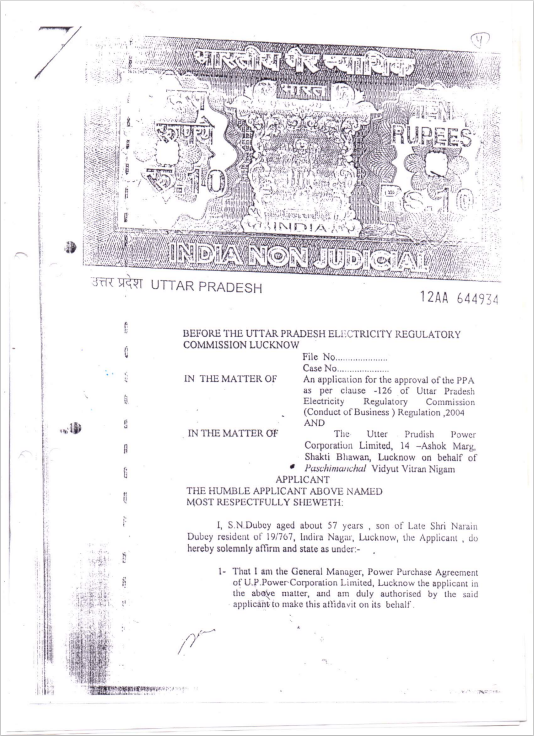 4
भारतीय गैर न्यायिक
भारत
दस
रुपये
रु.10
TEN
RUPEES
Rs.10
INDIA
INDIA NON JUDICIAL
उत्तर प्रदेश UTTAR PRADESH
12AA 644934
BEFORE THE UTTAR PRADESH ELECTRICITY REGULATORY
COMMISSION LUCKNOW
File No.....................
Case No.....................
IN THE MATTER OF An application for the approval of the PPA
as per clause -126 of Uttar Pradesh
Electricity Regulatory Commission
(Conduct of Business ) Regulation ,2004
AND
IN THE MATTER OF The Utter Prudish Power
Corporation Limited, 14 –Ashok Marg,
Shakti Bhawan, Lucknow on behalf of
Paschimanchal Vidyut Vitran Nigam
APPLICANT
THE HUMBLE APPLICANT ABOVE NAMED
MOST RESPECTFULLY SHEWETH:
I, S.N.Dubey aged about 57 years , son of Late Shri Narain
Dubey resident of 19/767, Indira Nagar, Lucknow, the Applicant , do
hereby solemnly affirm and state as under:-
1- That I am the General Manager, Power Purchase Agreement
of U.P.Power Corporation Limited, Lucknow the applicant in
the above matter, and am duly authorised by the said
applicant to make this affidavit on its behalf.